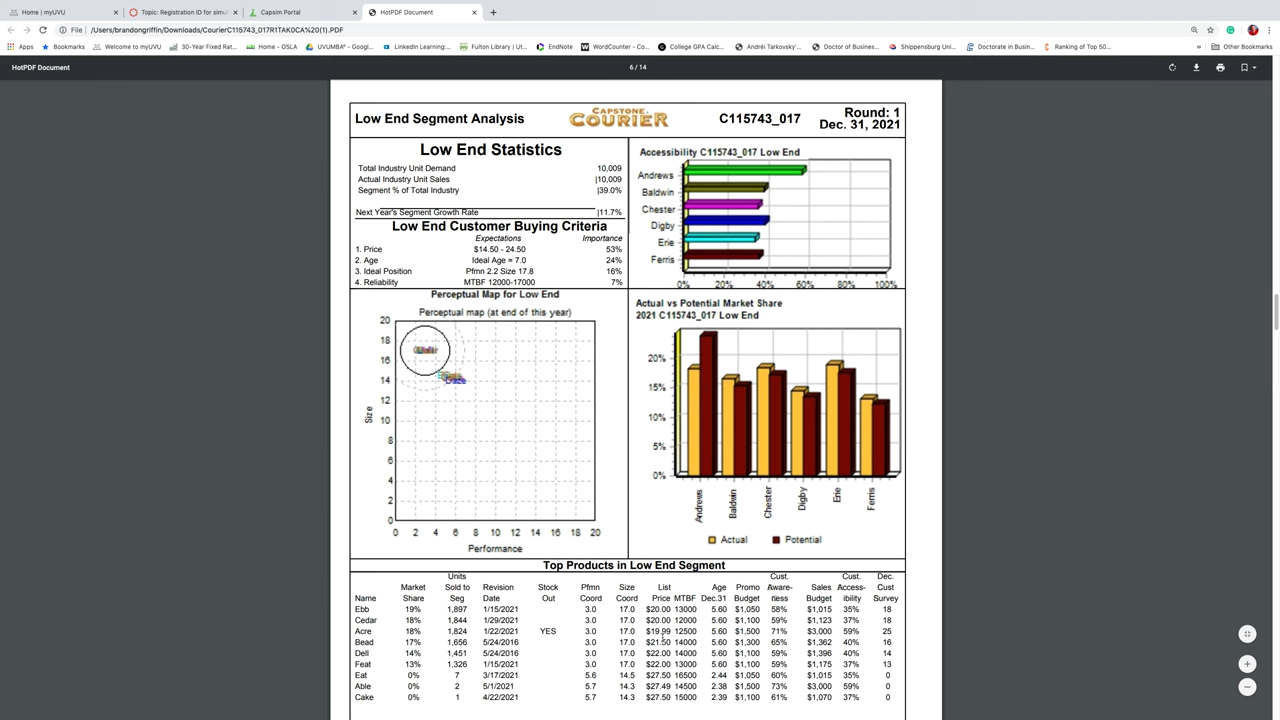 Home | myUVU
Topic: Registration ID for simu
Capsim Portal
HotPDF Document
File
/Users/brandongriffin/Downloads/CourierC115743_017R1TAK0CA%20(1).PDF
Apps
Bookmarks
Welcome to myUVU
30-Year Fixed Rat...
Home - OSLA
UVUMBA* - Googl...
LinkedIn Learning:...
Fulton Library | Ut...
EndNote
WordCounter - Co...
College GPA Calc...
Andréi Tarkovsky'...
Doctor of Busines...
Shippensburg Uni...
Doctorate in Busin...
Ranking of Top 50...
»
Other Bookmarks
HotPDF Document
6 / 14
Low End Segment Analysis
CAPSTONE
COURIER
C115743_017
Round: 1
Dec. 31, 2021
Low End Statistics
Total Industry Unit Demand 10,009
Actual Industry Unit Sales |10,009
Segment % of Total Industry |39.0%
Next Year's Segment Growth Rate |11.7%
Low End Customer Buying Criteria
Expectations Importance
1. Price $14.50 - 24.50 53%
2. Age Ideal Age = 7.0 24%
3. Ideal Position Pfmn 2.2 Size 17.8 16%
4. Reliability MTBF 12000-17000 7%
Accessibility C115743_017 Low End
Andrews
Baldwin
Chester
Digby
Erie
Ferris
0% 20% 40% 60% 80% 100%
Perceptual Map for Low End
Perceptual map (at end of this year)
20
18
16
14
12
10
8
6
4
2
0
Size
Daze
0 2 4 6 8 10 12 14 16 18 20
Performance
Actual vs Potential Market Share
2021 C115743_017 Low End
20%
15%
10%
5%
0%
Andrews
Baldwin
Chester
Digby
Erie
Ferris
Actual Potential
Top Products in Low End Segment
Units Cust. Cust. Dec.
Market Sold to Revision Stock Pfmn Size List Age Promo Aware- Sales Access- Cust
Name Share Seg Date Out Coord Coord Price MTBF Dec.31 Budget ness Budget ibility Survey
Ebb 19% 1,897 1/15/2021 3.0 17.0 $20.00 13000 5.60 $1,050 58% $1,015 35% 18
Cedar 18% 1,844 1/29/2021 3.0 17.0 $20.00 12000 5.60 $1,100 59% $1,123 37% 18
Acre 18% 1,824 1/22/2021 YES 3.0 17.0 $19.99 12500 5.60 $1,500 71% $3,000 59% 25
Bead 17% 1,656 5/24/2016 3.0 17.0 $21.50 14000 5.60 $1,300 65% $1,362 40% 16
Dell 14% 1,451 5/24/2016 3.0 17.0 $22.00 14000 5.60 $1,100 59% $1,396 40% 14
Feat 13% 1,326 1/15/2021 3.0 17.0 $22.00 13000 5.60 $1,100 59% $1,175 37% 13
Eat 0% 7 3/17/2021 5.6 14.5 $27.50 16500 2.44 $1,050 60% $1,015 35% 0
Able 0% 2 5/1/2021 5.7 14.3 $27.49 14500 2.38 $1,500 73% $3,000 59% 0
Cake 0% 1 4/22/2021 5.7 14.3 $27.50 15000 2.39 $1,100 61% $1,070 37% 0